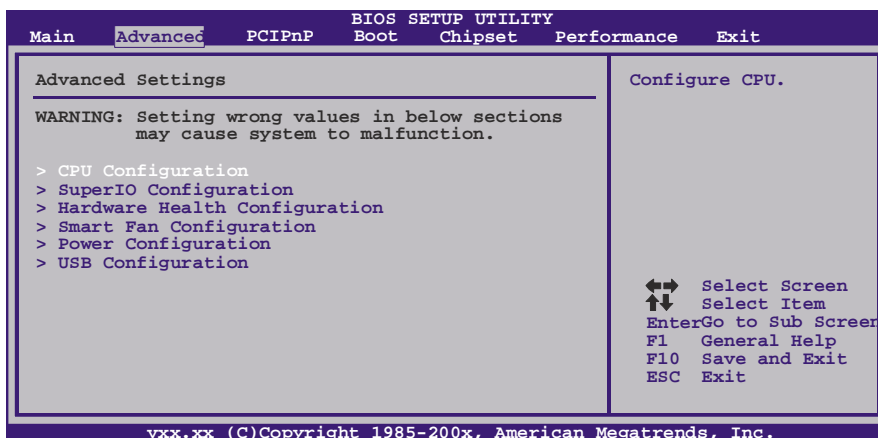 BIOS SETUP UTILITY
Main Advanced PCIPnP Boot Chipset Performance Exit
Advanced Settings
WARNING: Setting wrong values in below sections
may cause system to malfunction.
> CPU Configuration
> SuperIO Configuration
> Hardware Health Configuration
> Smart Fan Configuration
> Power Configuration
> USB Configuration
Configure CPU.
Select Screen
Select Item
EnterGo to Sub Screen
F1 General Help
F10 Save and Exit
ESC Exit
vxx.xx (C)Copyright 1985-200x, American Megatrends, Inc.